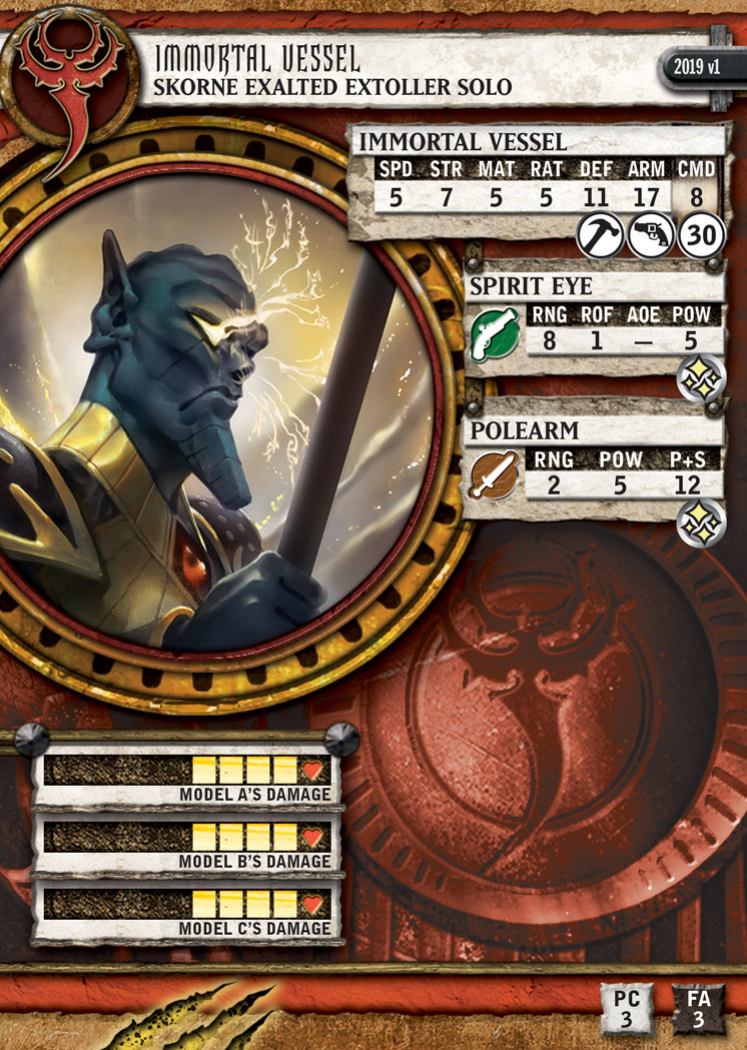 IMMORTAL VESSEL
SKORNE EXALTED EXTOLLER SOLO
2019 v1
IMMORTAL VESSEL
SPD STR MAT RAT DEF ARM CMD
5 7 5 5 11 17 8
30
SPIRIT EYE
RNG ROF AOE POW
8 1 — 5
POLEARM
RNG POW P+S
2 5 12
MODEL A'S DAMAGE
MODEL B'S DAMAGE
MODEL C'S DAMAGE
PC FA
3 3